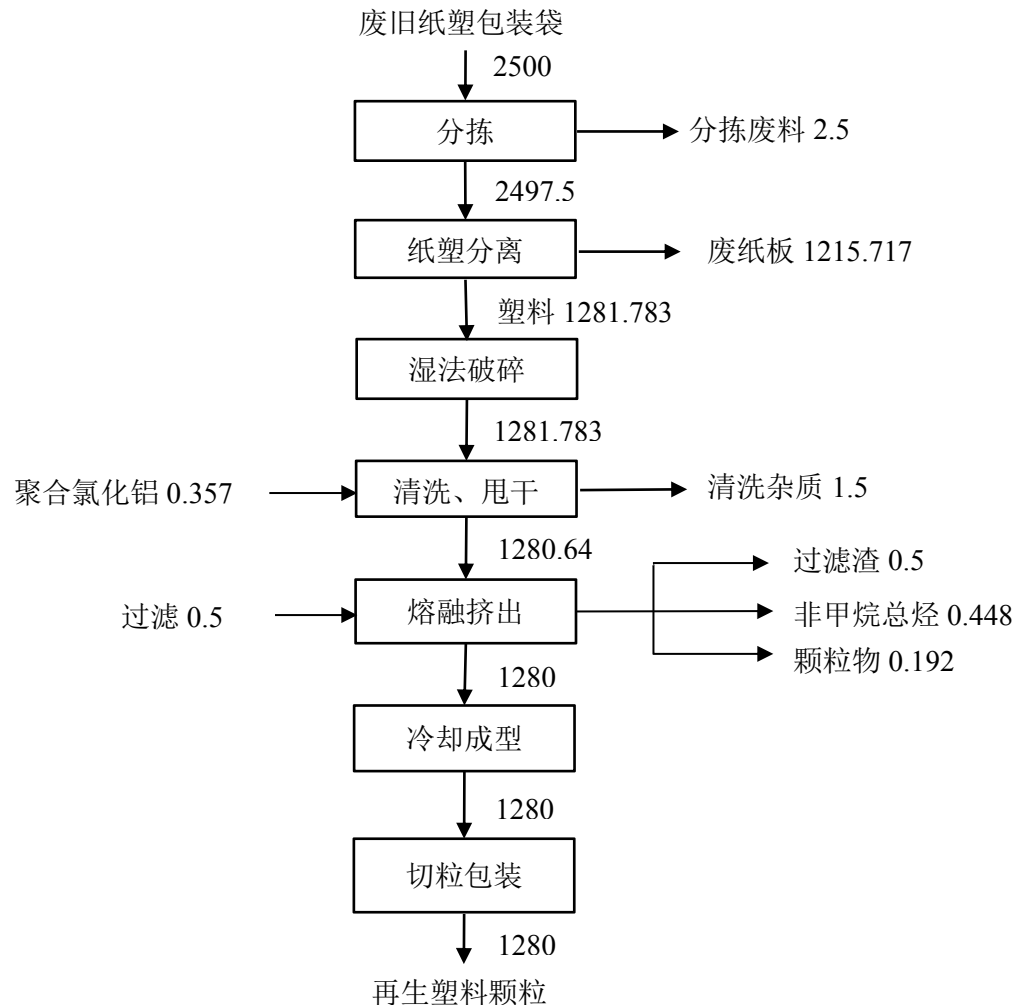 废旧纸塑包装袋
2500
分拣
分拣废料 2.5
2497.5
纸塑分离
废纸板 1215.717
塑料 1281.783
湿法破碎
1281.783
聚合氯化铝 0.357
清洗、甩干
清洗杂质 1.5
1280.64
过滤渣 0.5
过滤 0.5
熔融挤出
非甲烷总烃 0.448
颗粒物 0.192
1280
冷却成型
1280
切粒包装
1280
再生塑料颗粒